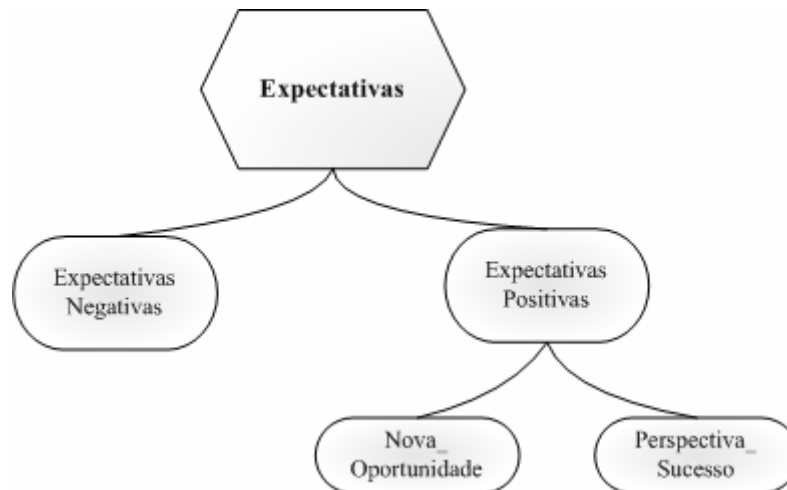 Expectativas
Expectativas
Negativas
Expectativas
Positivas
Nova_
Oportunidade
Perspectiva_
Sucesso